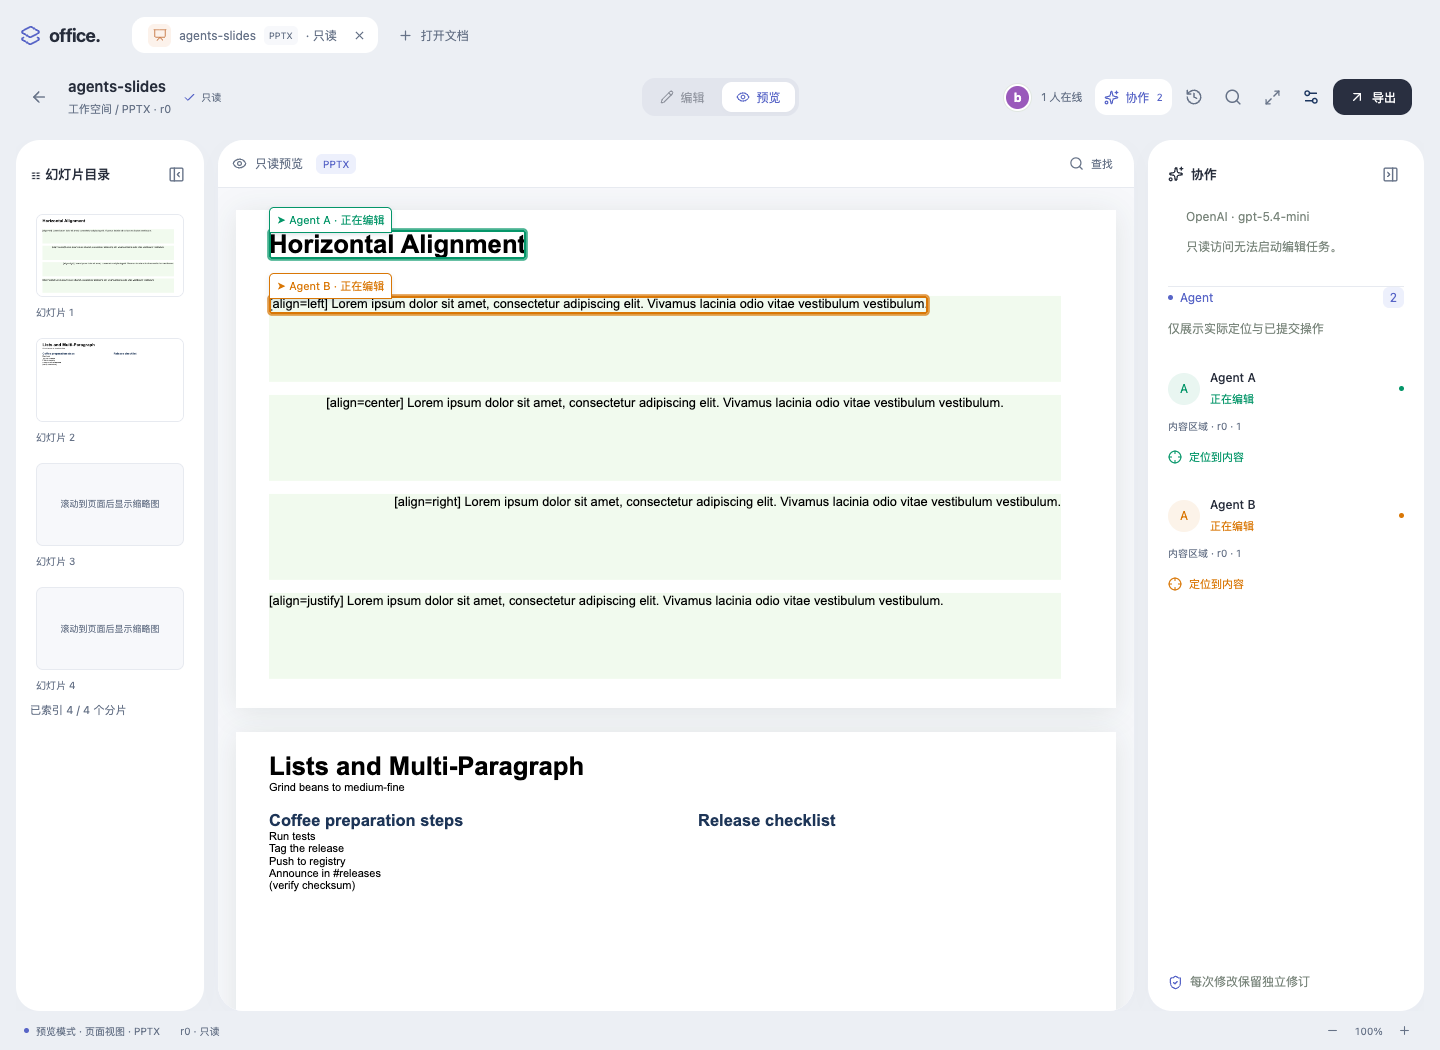 office.
agents-slides PPTX · 只读
打开文档
agents-slides
工作空间 / PPTX · r0
只读
编辑
预览
b
1 人在线
协作 2
导出
幻灯片目录
幻灯片 1
幻灯片 2
滚动到页面后显示缩略图
幻灯片 3
滚动到页面后显示缩略图
幻灯片 4
已索引 4 / 4 个分片
只读预览 PPTX
查找
Agent A · 正在编辑
Horizontal Alignment
Agent B · 正在编辑
[align=left] Lorem ipsum dolor sit amet, consectetur adipiscing elit. Vivamus lacinia odio vitae vestibulum vestibulum.
[align=center] Lorem ipsum dolor sit amet, consectetur adipiscing elit. Vivamus lacinia odio vitae vestibulum vestibulum.
[align=right] Lorem ipsum dolor sit amet, consectetur adipiscing elit. Vivamus lacinia odio vitae vestibulum vestibulum.
[align=justify] Lorem ipsum dolor sit amet, consectetur adipiscing elit. Vivamus lacinia odio vitae vestibulum vestibulum.
Lists and Multi-Paragraph
Grind beans to medium-fine
Coffee preparation steps
Run tests
Tag the release
Push to registry
Announce in #releases
(verify checksum)
Release checklist
协作
OpenAI · gpt-5.4-mini
只读访问无法启动编辑任务。
Agent 2
仅展示实际定位与已提交操作
A
Agent A
正在编辑
内容区域 · r0 · 1
定位到内容
A
Agent B
正在编辑
内容区域 · r0 · 1
定位到内容
每次修改保留独立修订
预览模式 · 页面视图 · PPTX
r0 · 只读
100%